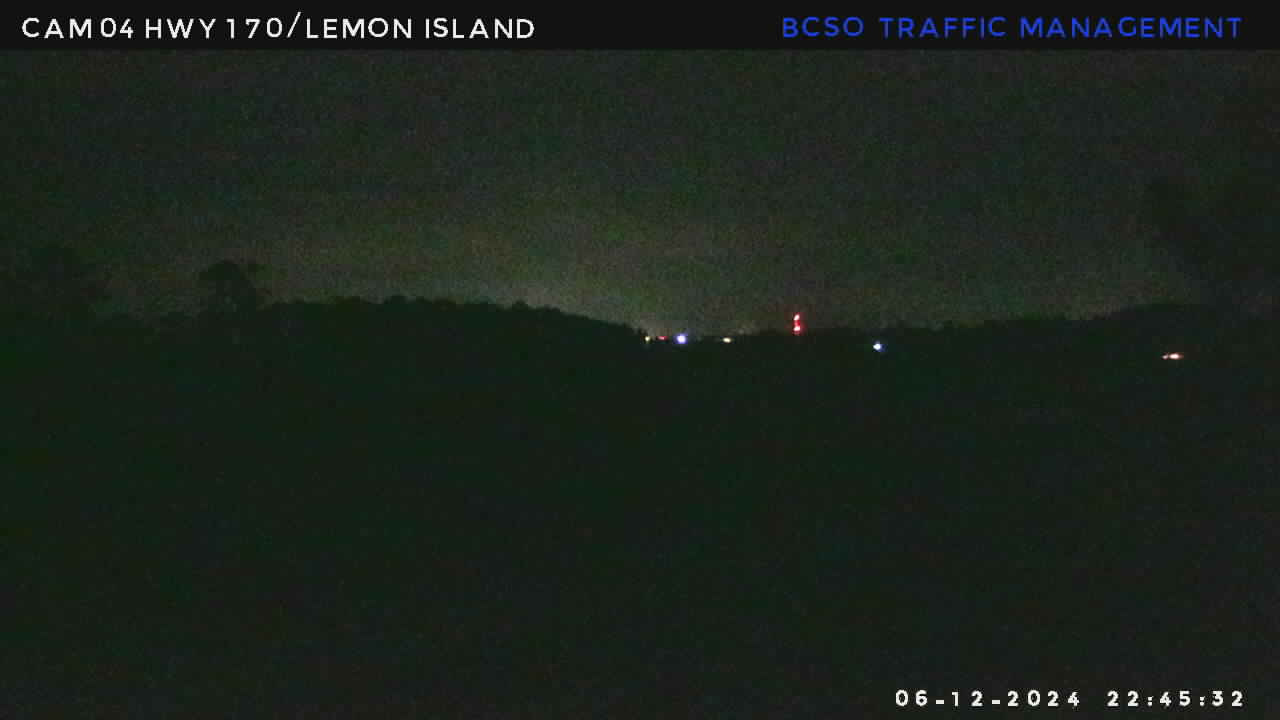 CAM04 HWY 170/LEMON ISLAND
BCSO TRAFFIC MANAGEMENT
06-12-2024 22:45:32